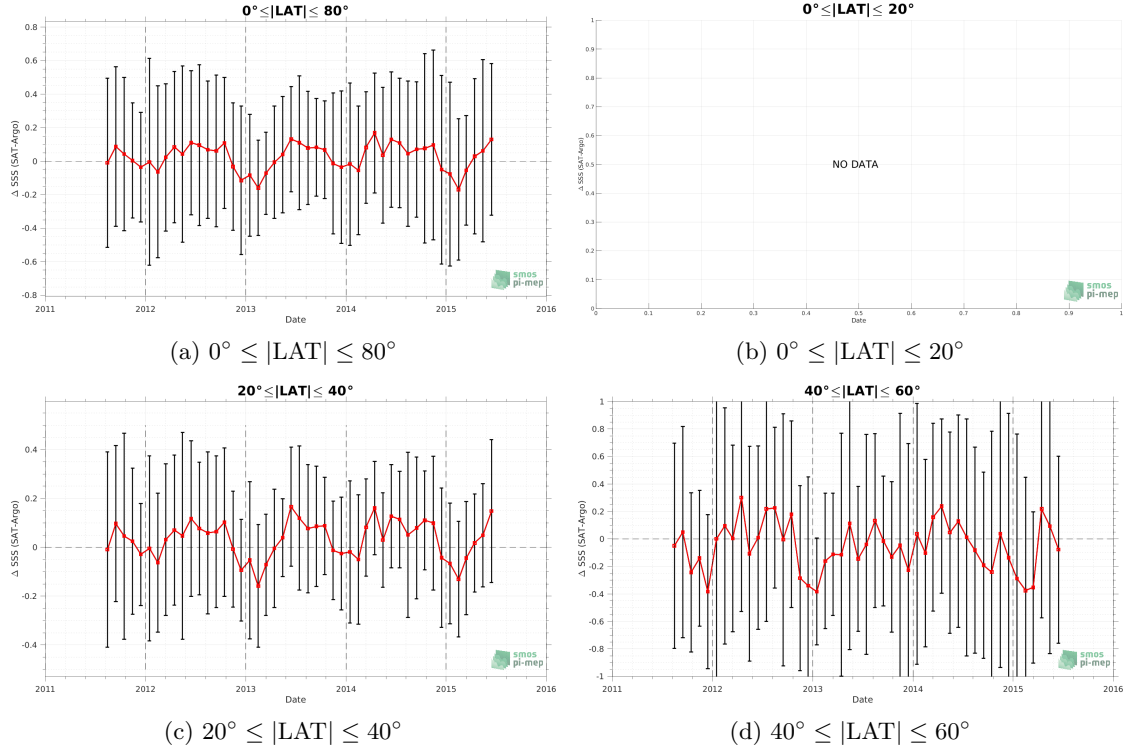 0°≤|LAT|≤ 80°
Δ SSS (SAT-Argo)
0.8
0.6
0.4
0.2
0
-0.2
-0.4
-0.6
-0.8
2011 2012 2013 2014 2015 2016
Date
smos
pi-mep
(a) 0° ≤ |LAT| ≤ 80°
0°≤|LAT|≤ 20°
Δ SSS (SAT-Argo)
1
0.9
0.8
0.7
0.6
0.5
0.4
0.3
0.2
0.1
0
NO DATA
0 0.1 0.2 0.3 0.4 0.5 0.6 0.7 0.8 0.9 1
Date
smos
pi-mep
(b) 0° ≤ |LAT| ≤ 20°
20°≤|LAT|≤ 40°
Δ SSS (SAT-Argo)
0.4
0.2
0
-0.2
-0.4
2011 2012 2013 2014 2015 2016
Date
smos
pi-mep
(c) 20° ≤ |LAT| ≤ 40°
40°≤|LAT|≤ 60°
Δ SSS (SAT-Argo)
1
0.8
0.6
0.4
0.2
0
-0.2
-0.4
-0.6
-0.8
-1
2011 2012 2013 2014 2015 2016
Date
smos
pi-mep
(d) 40° ≤ |LAT| ≤ 60°